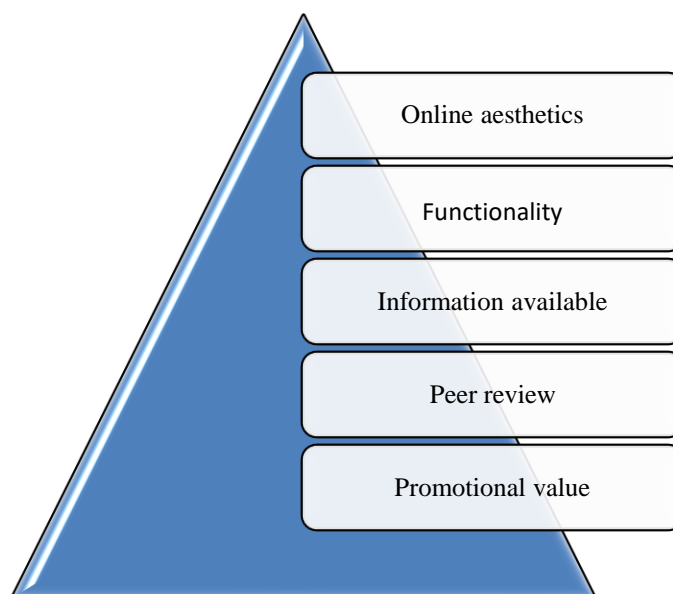 Online aesthetics
Functionality
Information available
Peer review
Promotional value